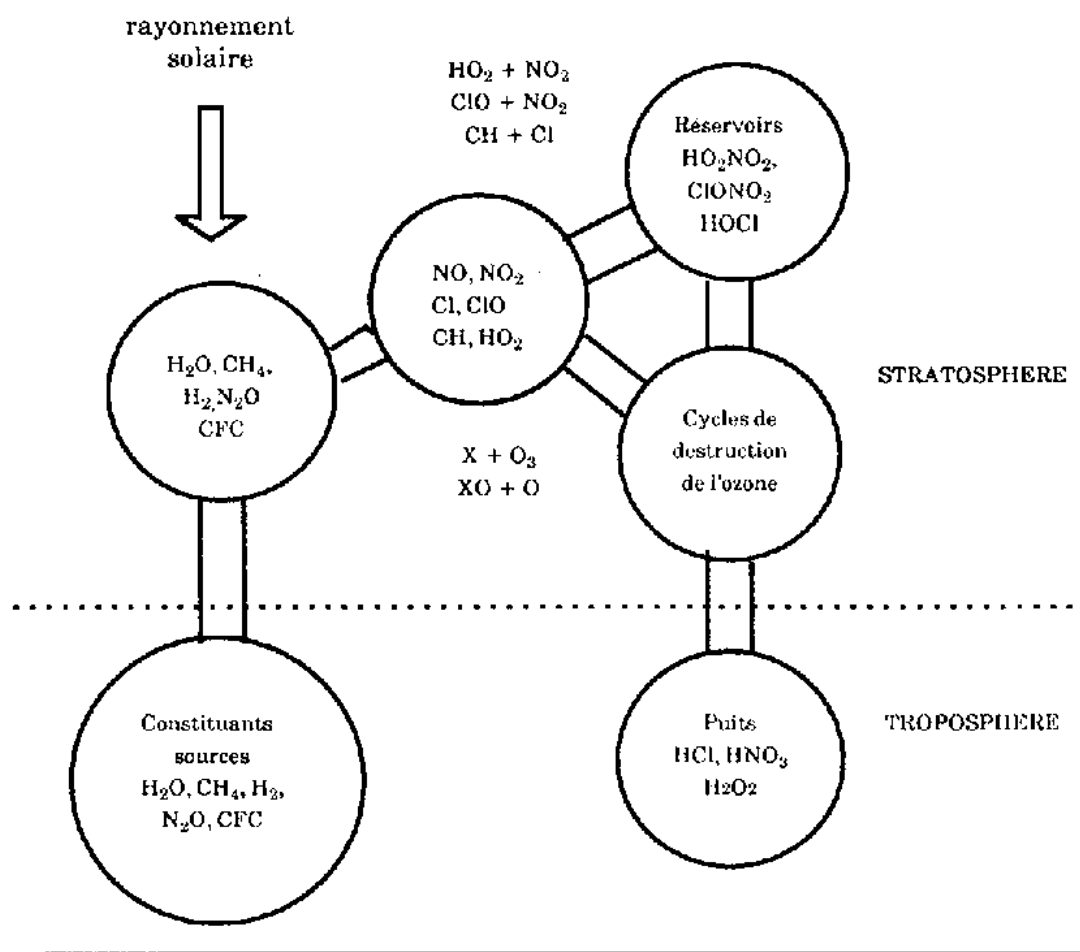 rayonnement
solaire
HO₂ + NO₂
ClO + NO₂
CH + Cl
Réservoirs
HO₂NO₂,
ClONO₂
HOCl
NO, NO₂
Cl, ClO
CH, HO₂
H₂O, CH₄,
H₂,N₂O
CFC
STRATOSPHERE
Cycles de
destruction
de l'ozone
X + O₃
XO + O
Constituants
sources
H₂O, CH₄, H₂,
N₂O, CFC
Puits
HCl, HNO₃
H₂O₂
TROPOSPHERE